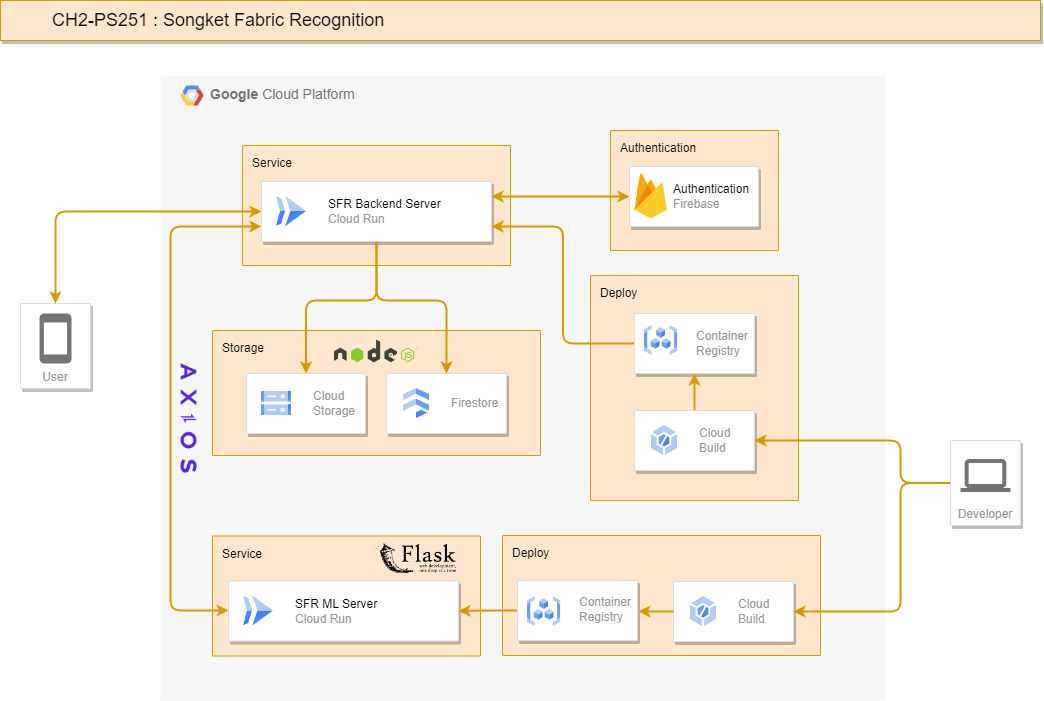 CH2-PS251 : Songket Fabric Recognition
Google Cloud Platform
Service
SFR Backend Server
Cloud Run
Authentication
Authentication
Firebase
User
Storage
node
JS
Cloud
Storage
Firestore
Deploy
Container
Registry
Cloud
Build
AXIOS
Developer
Service
Flask
web development,
one drop at a time
SFR ML Server
Cloud Run
Deploy
Container
Registry
Cloud
Build